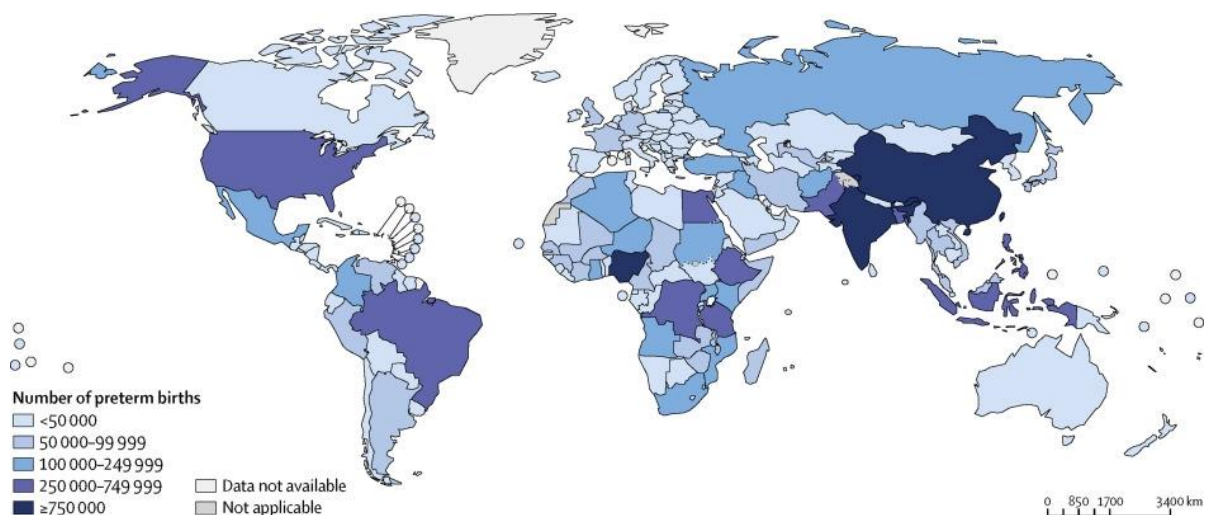 Number of preterm births
<50 000
50 000–99 999
100 000–249 999
250 000–749 999
≥750 000
Data not available
Not applicable
0 850 1700 3400 km